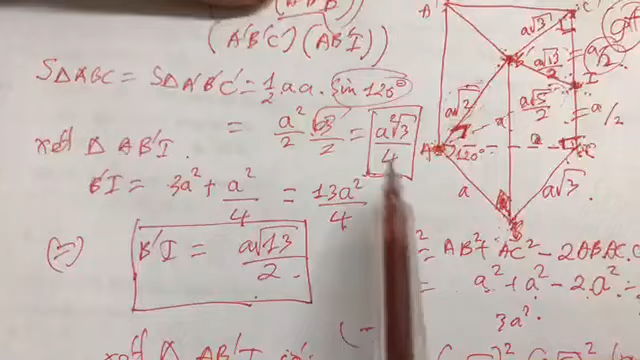 (A'B'C') (AB'I))
SΔABC = SΔA'B'C' = 1/2 a.a. Sin 120°
= a²/2 . √3/2 = a²√3/4
xét Δ AB'I.
B'I = 3a² + a²/4 = 13a²/4
(=) B'I = a√13/2
A'
a√3
a√13/2
a/2
I
a√2
a√5/2
= a/2
a
a
120°
a
a√3
B
² = AB² + AC² - 2AB.AC.
= a² + a² - 2a².
3a².
xét Δ AB'I